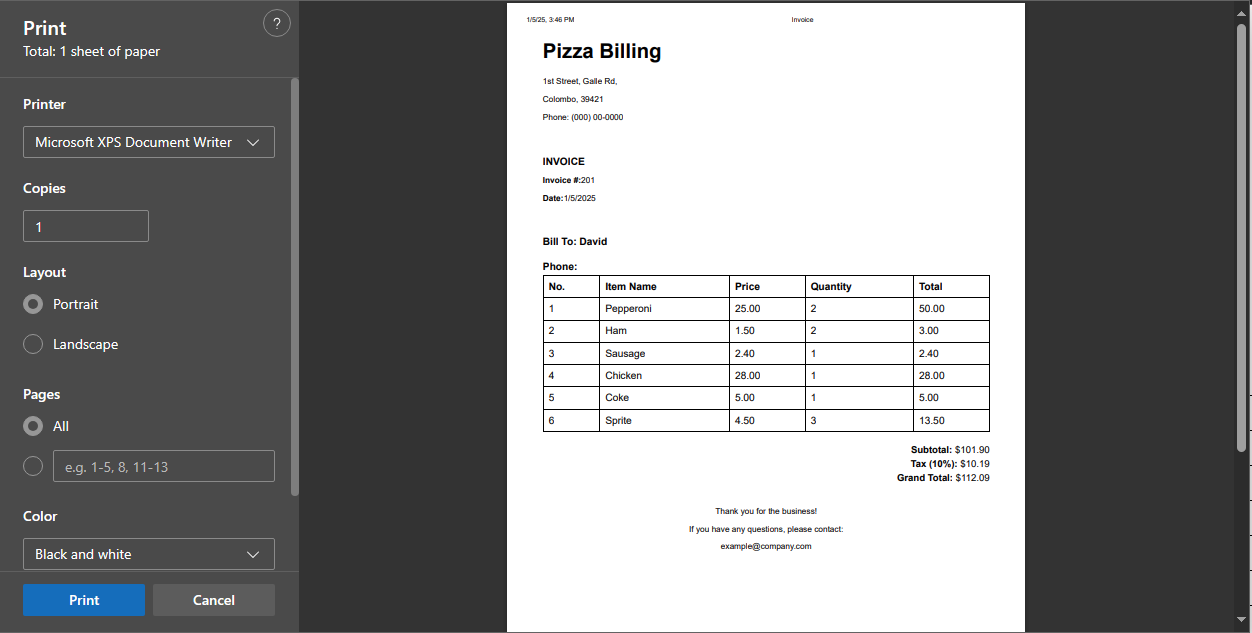 Print
?
Total: 1 sheet of paper
Printer
Microsoft XPS Document Writer
Copies
1
Layout
Portrait
Landscape
Pages
All
e.g. 1-5, 8, 11-13
Color
Black and white
Print Cancel
1/5/25, 3:46 PM Invoice
Pizza Billing
1st Street, Galle Rd,
Colombo, 39421
Phone: (000) 00-0000
INVOICE
Invoice #:201
Date:1/5/2025
Bill To: David
Phone:
No. Item Name Price Quantity Total
1 Pepperoni 25.00 2 50.00
2 Ham 1.50 2 3.00
3 Sausage 2.40 1 2.40
4 Chicken 28.00 1 28.00
5 Coke 5.00 1 5.00
6 Sprite 4.50 3 13.50
Subtotal: $101.90
Tax (10%): $10.19
Grand Total: $112.09
Thank you for the business!
If you have any questions, please contact:
example@company.com